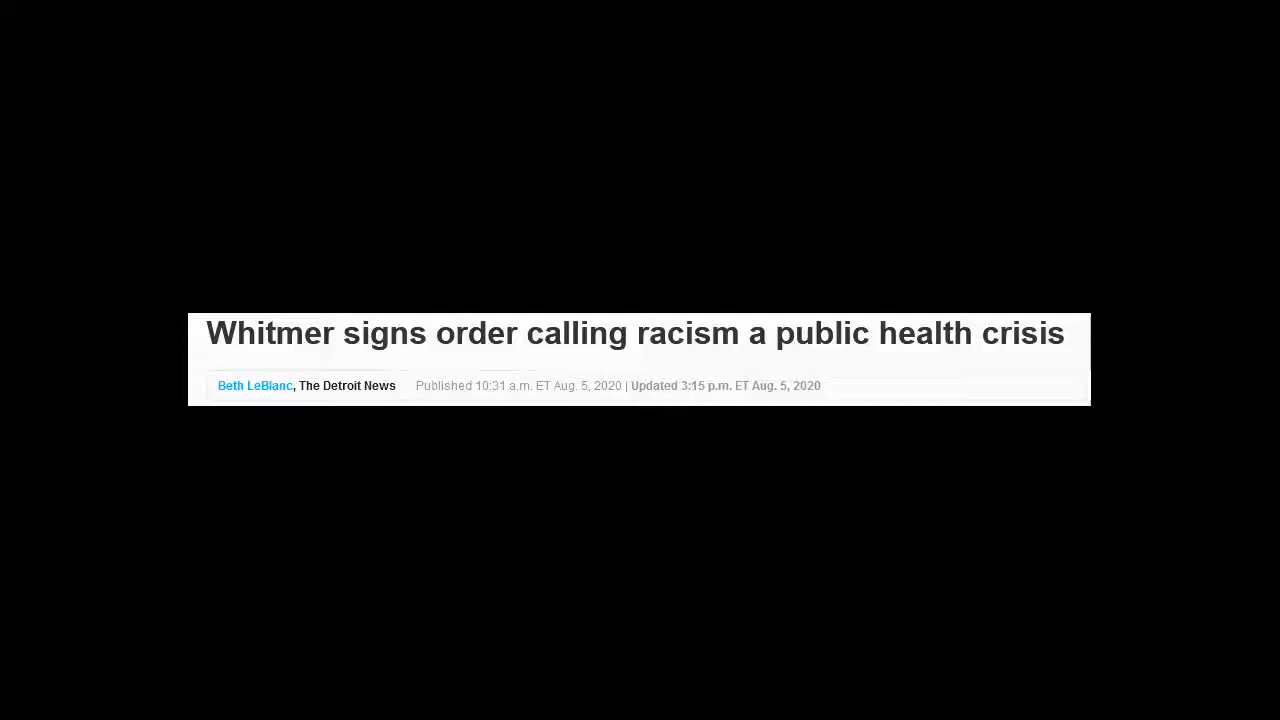 Whitmer signs order calling racism a public health crisis
Beth LeBlanc, The Detroit News Published 10:31 a.m. ET Aug. 5, 2020 | Updated 3:15 p.m. ET Aug. 5, 2020